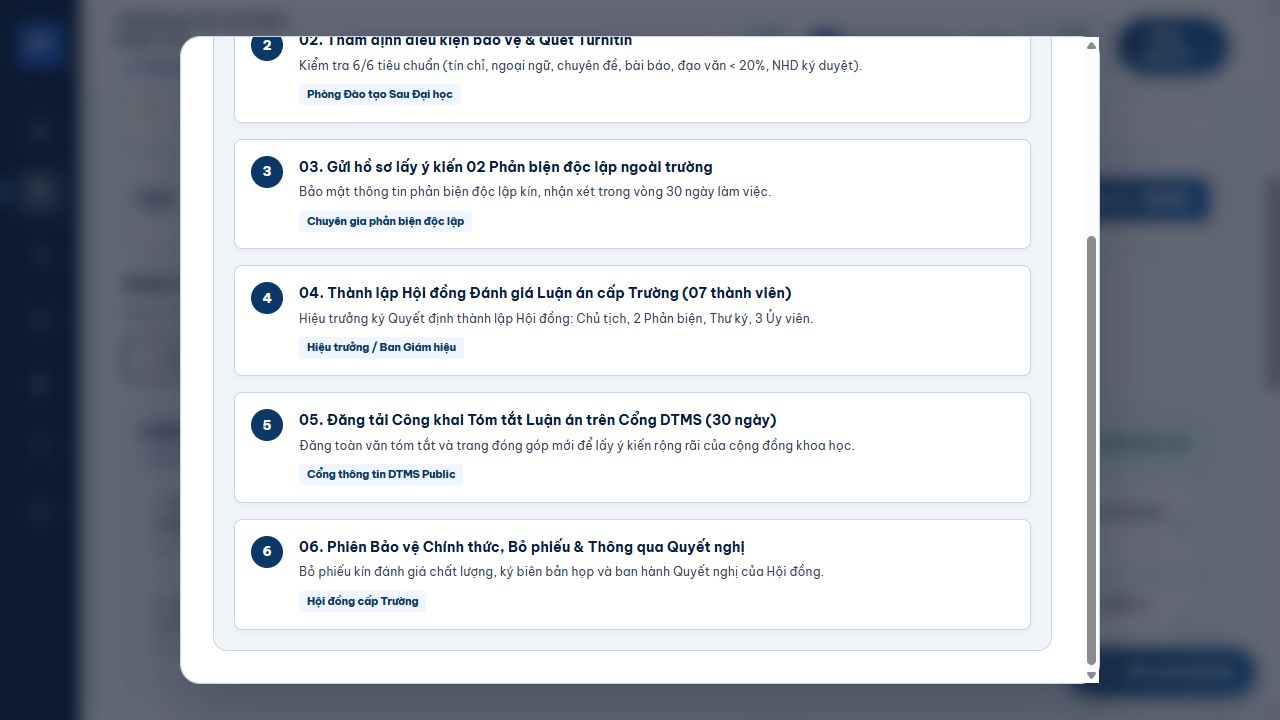 2
02. Thẩm định điều kiện bảo vệ & Quét Turnitin
Kiểm tra 6/6 tiêu chuẩn (tín chỉ, ngoại ngữ, chuyên đề, bài báo, đạo văn < 20%, NHD ký duyệt).
Phòng Đào tạo Sau Đại học
3
03. Gửi hồ sơ lấy ý kiến 02 Phản biện độc lập ngoài trường
Bảo mật thông tin phản biện độc lập kín, nhận xét trong vòng 30 ngày làm việc.
Chuyên gia phản biện độc lập
4
04. Thành lập Hội đồng Đánh giá Luận án cấp Trường (07 thành viên)
Hiệu trưởng ký Quyết định thành lập Hội đồng: Chủ tịch, 2 Phản biện, Thư ký, 3 Ủy viên.
Hiệu trưởng / Ban Giám hiệu
5
05. Đăng tải Công khai Tóm tắt Luận án trên Cổng DTMS (30 ngày)
Đăng toàn văn tóm tắt và trang đóng góp mới để lấy ý kiến rộng rãi của cộng đồng khoa học.
Cổng thông tin DTMS Public
6
06. Phiên Bảo vệ Chính thức, Bỏ phiếu & Thông qua Quyết nghị
Bỏ phiếu kín đánh giá chất lượng, ký biên bản họp và ban hành Quyết nghị của Hội đồng.
Hội đồng cấp Trường